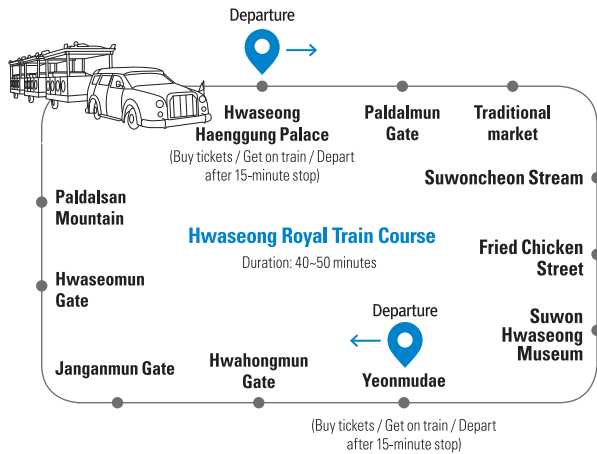 Departure
Hwaseong
Haenggung Palace
(Buy tickets / Get on train / Depart
after 15-minute stop)
Paldalmun
Gate
Traditional
market
Suwoncheon Stream
Fried Chicken
Street
Suwon
Hwaseong
Museum
Paldalsan
Mountain
Hwaseomun
Gate
Hwaseong Royal Train Course
Duration: 40~50 minutes
Departure
Yeonmudae
(Buy tickets / Get on train / Depart
after 15-minute stop)
Hwahongmun
Gate
Janganmun Gate